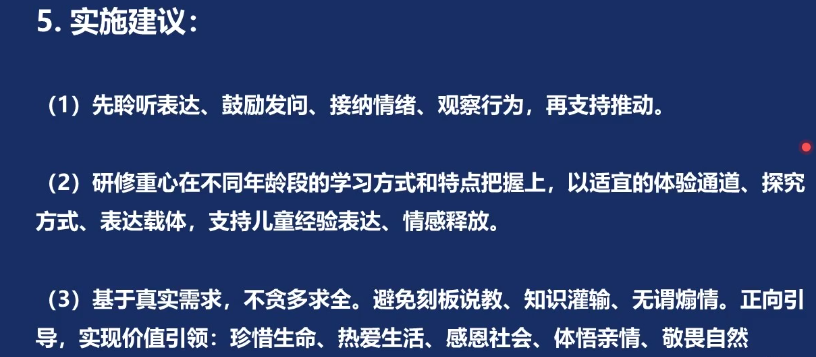 5. 实施建议：
（1）先聆听表达、鼓励发问、接纳情绪、观察行为，再支持推动。
（2）研修重心在不同年龄段的学习方式和特点把握上，以适宜的体验通道、探究
方式、表达载体，支持儿童经验表达、情感释放。
（3）基于真实需求，不贪多求全。避免刻板说教、知识灌输、无谓煽情。正向引
导，实现价值引领：珍惜生命、热爱生活、感恩社会、体悟亲情、敬畏自然